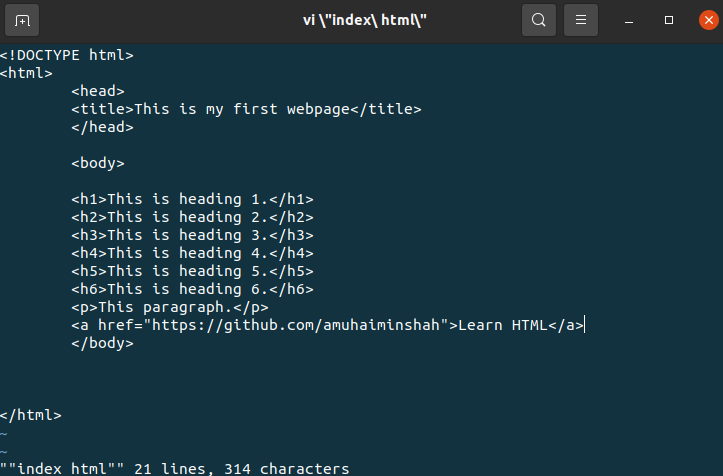 vi \"index\ html\"
<!DOCTYPE html>
<html>
<head>
<title>This is my first webpage</title>
</head>
<body>
<h1>This is heading 1.</h1>
<h2>This is heading 2.</h2>
<h3>This is heading 3.</h3>
<h4>This is heading 4.</h4>
<h5>This is heading 5.</h5>
<h6>This is heading 6.</h6>
<p>This paragraph.</p>
<a href="https://github.com/amuhaiminshah">Learn HTML</a>
</body>
</html>
~
~
""index html"" 21 lines, 314 characters